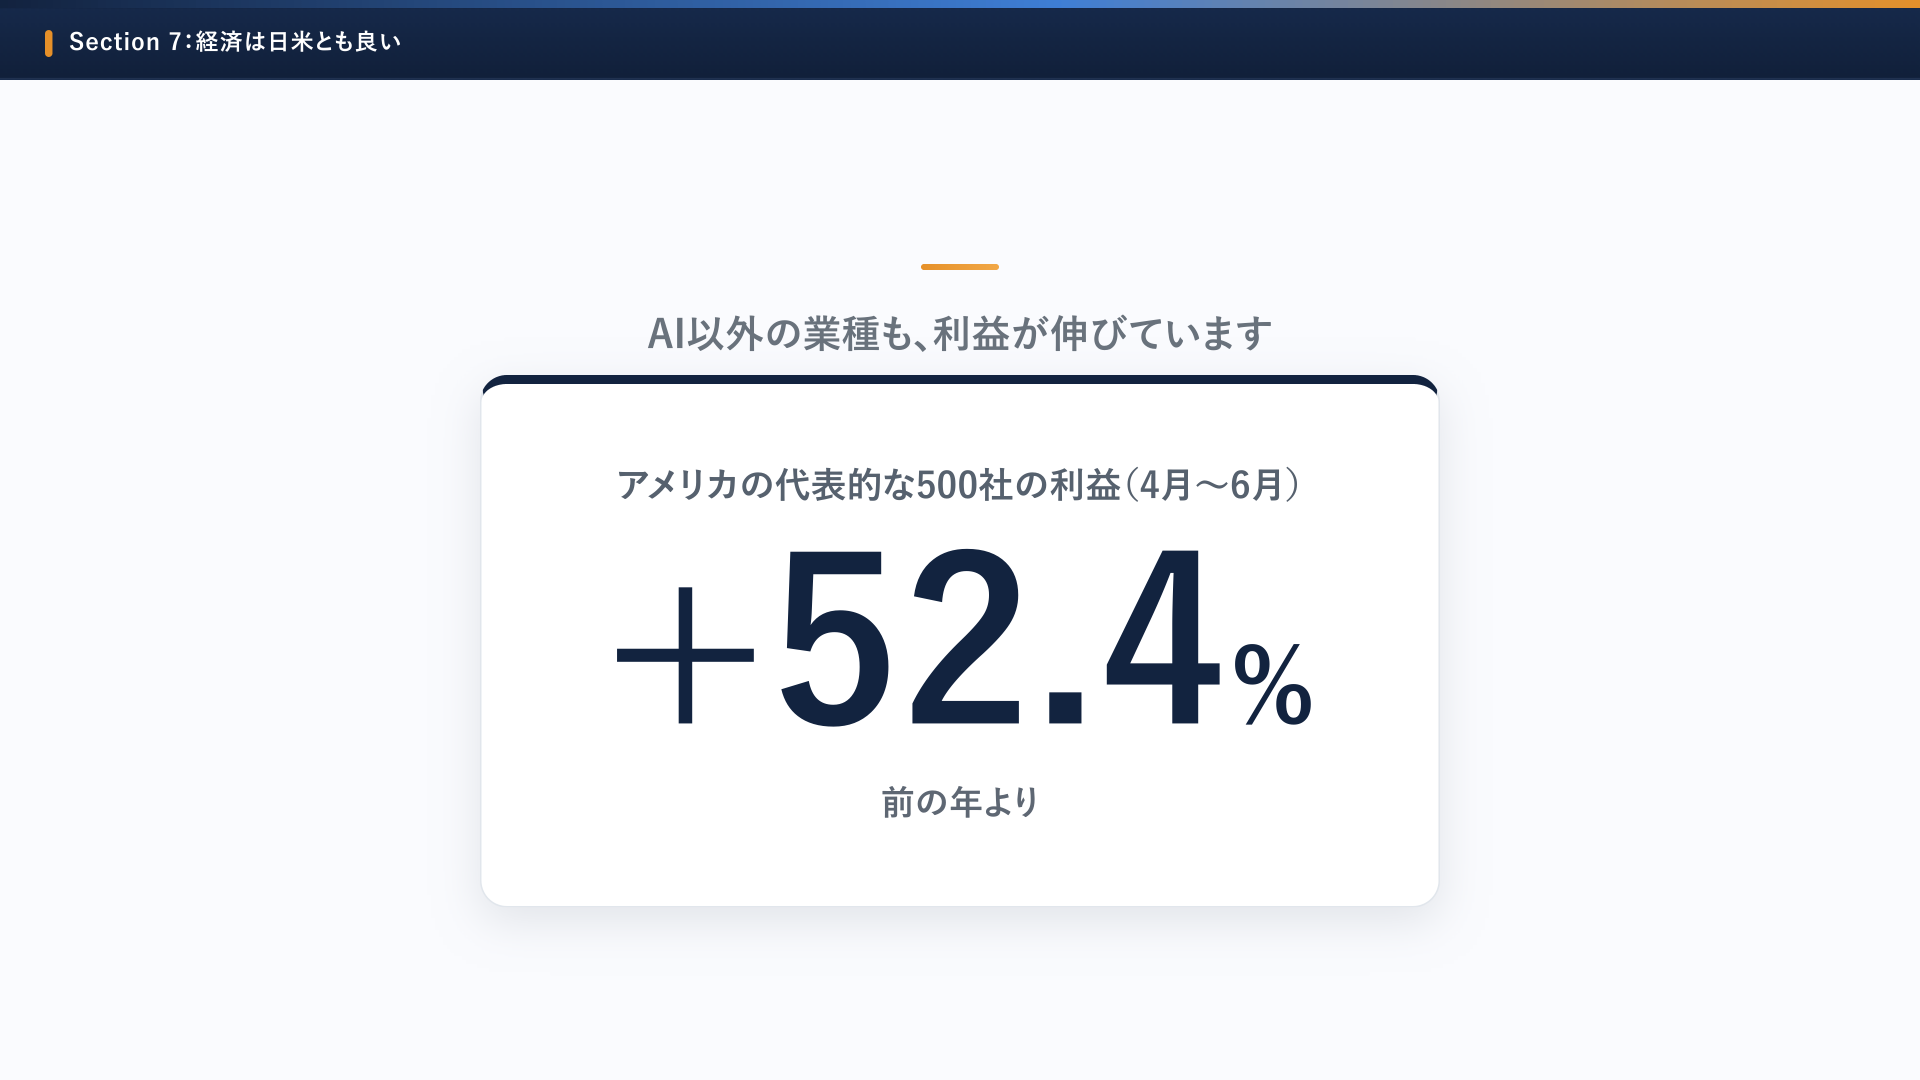 Section 7：経済は日米とも良い
AI以外の業種も、利益が伸びています
アメリカの代表的な500社の利益（4月〜6月）
＋52.4%
前の年より